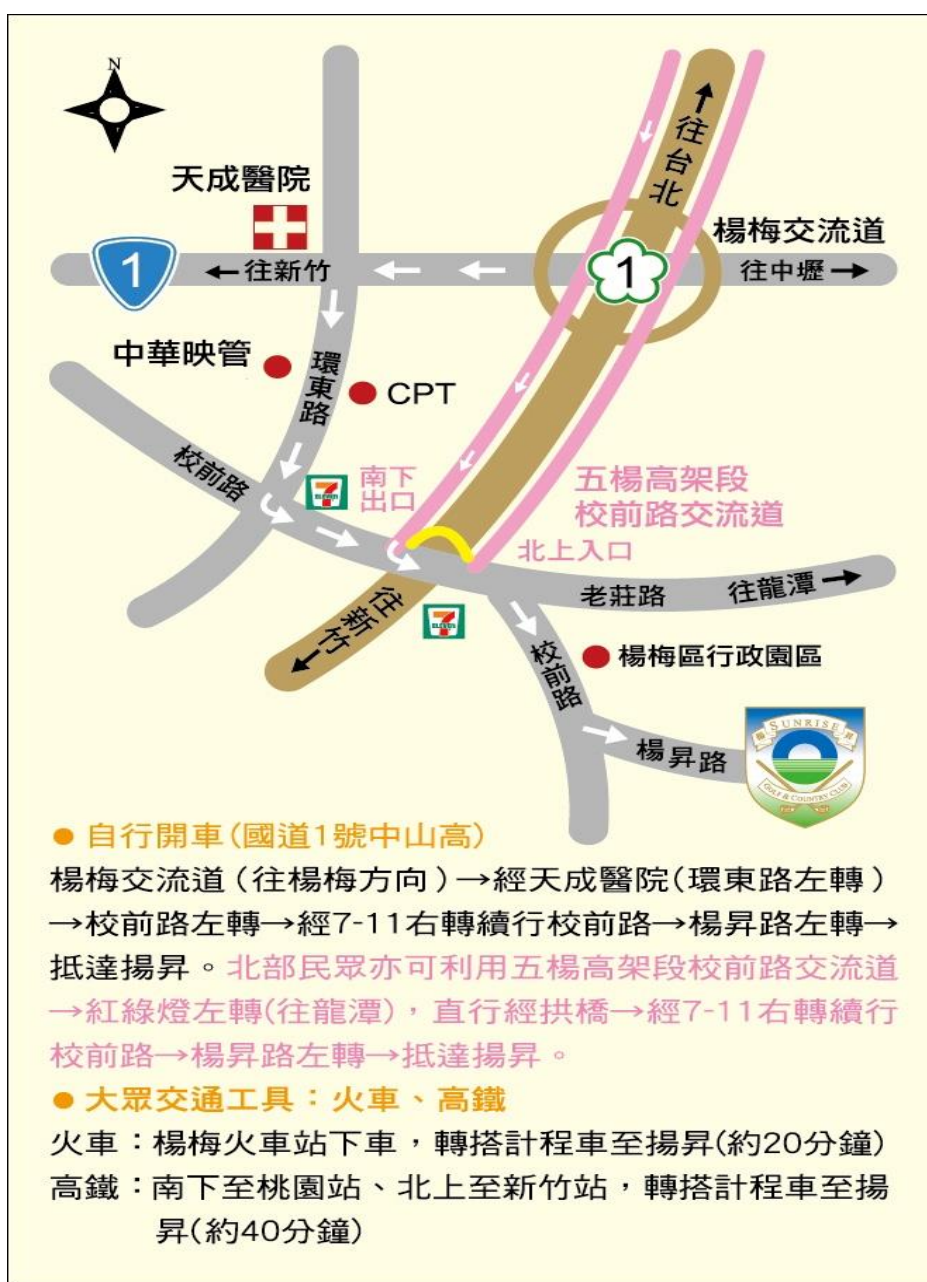 N
往台北
天成醫院
楊梅交流道
1
←往新竹
1
往中壢→
中華映管
環東路
CPT
校前路
7
ELEVEN
南下
出口
五楊高架段
校前路交流道
北上入口
往新竹
7
ELEVEN
老莊路
往龍潭→
校前路
楊梅區行政園區
楊昇路
揚 SUNRISE 昇
GOLF & COUNTRY CLUB
● 自行開車(國道1號中山高)
楊梅交流道(往楊梅方向)→經天成醫院(環東路左轉)
→校前路左轉→經7-11右轉續行校前路→楊昇路左轉→
抵達揚昇。北部民眾亦可利用五楊高架段校前路交流道
→紅綠燈左轉(往龍潭),直行經拱橋→經7-11右轉續行
校前路→楊昇路左轉→抵達揚昇。
● 大眾交通工具：火車、高鐵
火車：楊梅火車站下車，轉搭計程車至揚昇(約20分鐘)
高鐵：南下至桃園站、北上至新竹站，轉搭計程車至揚
昇(約40分鐘)